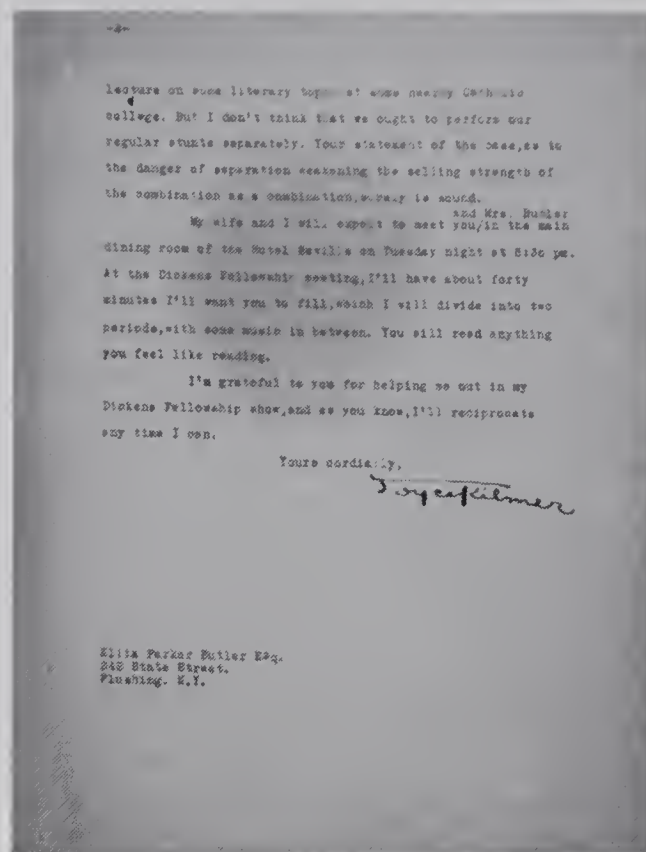 -2-
lecture on some literary topic at some nearby Catholic
college. But I don't think that we ought to perform our
regular stunts separately. Your statement of the case,as to
the danger of separation weakening the selling strength of
the combination as a combination,surely is sound.
and Mrs. Butler
My wife and I will expect to meet you/in the main
dining room of the Hotel Seville on Tuesday night at 6:30 pm.
At the Dickens Fellowship meeting,I'll have about forty
minutes I'll want you to fill,which I will divide into two
periods,with some music in between. You will read anything
you feel like reading.
I'm grateful to you for helping me out in my
Dickens Fellowship show,and as you know,I'll reciprocate
any time I can.
Yours cordially,
Joyce Kilmer
Ellis Parker Butler Esq.
242 State Street.
Flushing. N.Y.